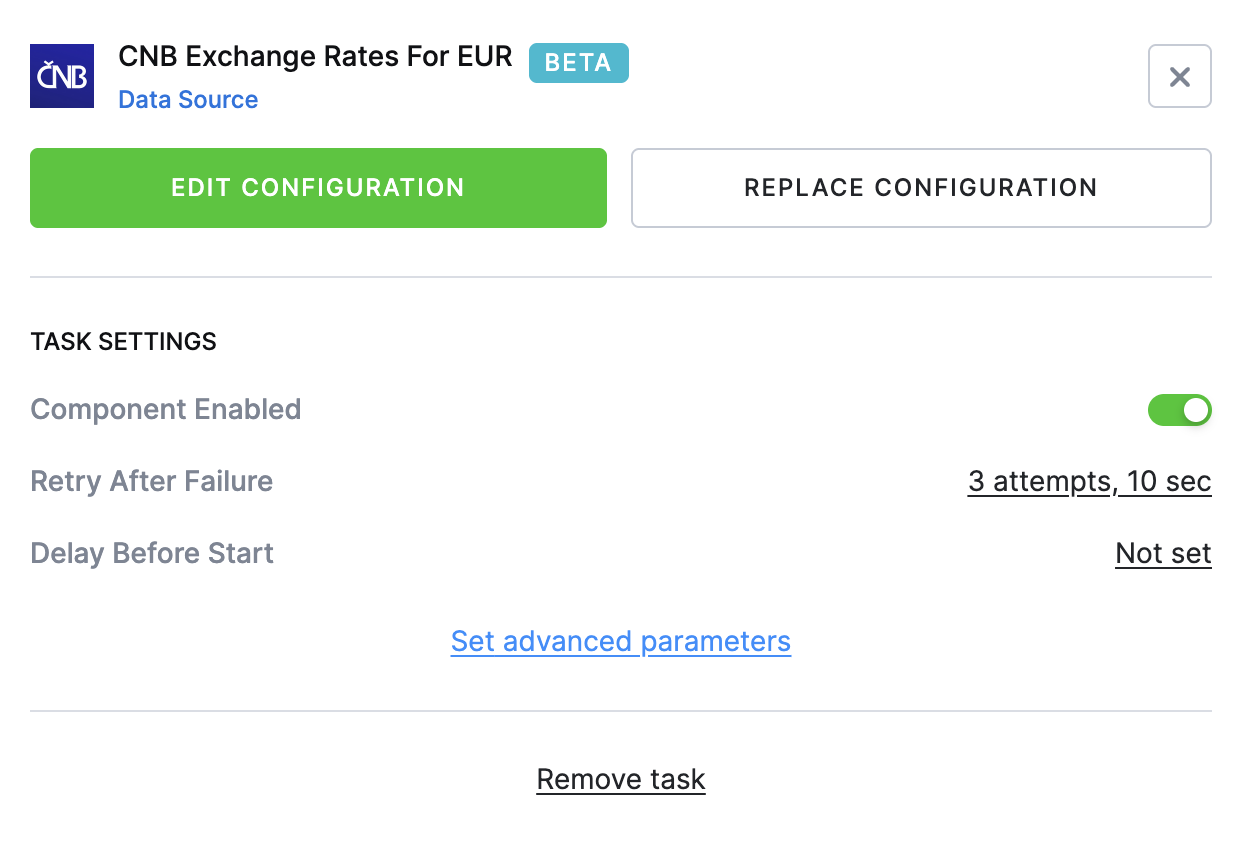 ČNB
CNB Exchange Rates For EUR BETA
Data Source
EDIT CONFIGURATION
REPLACE CONFIGURATION
TASK SETTINGS
Component Enabled
Retry After Failure 3 attempts, 10 sec
Delay Before Start Not set
Set advanced parameters
Remove task